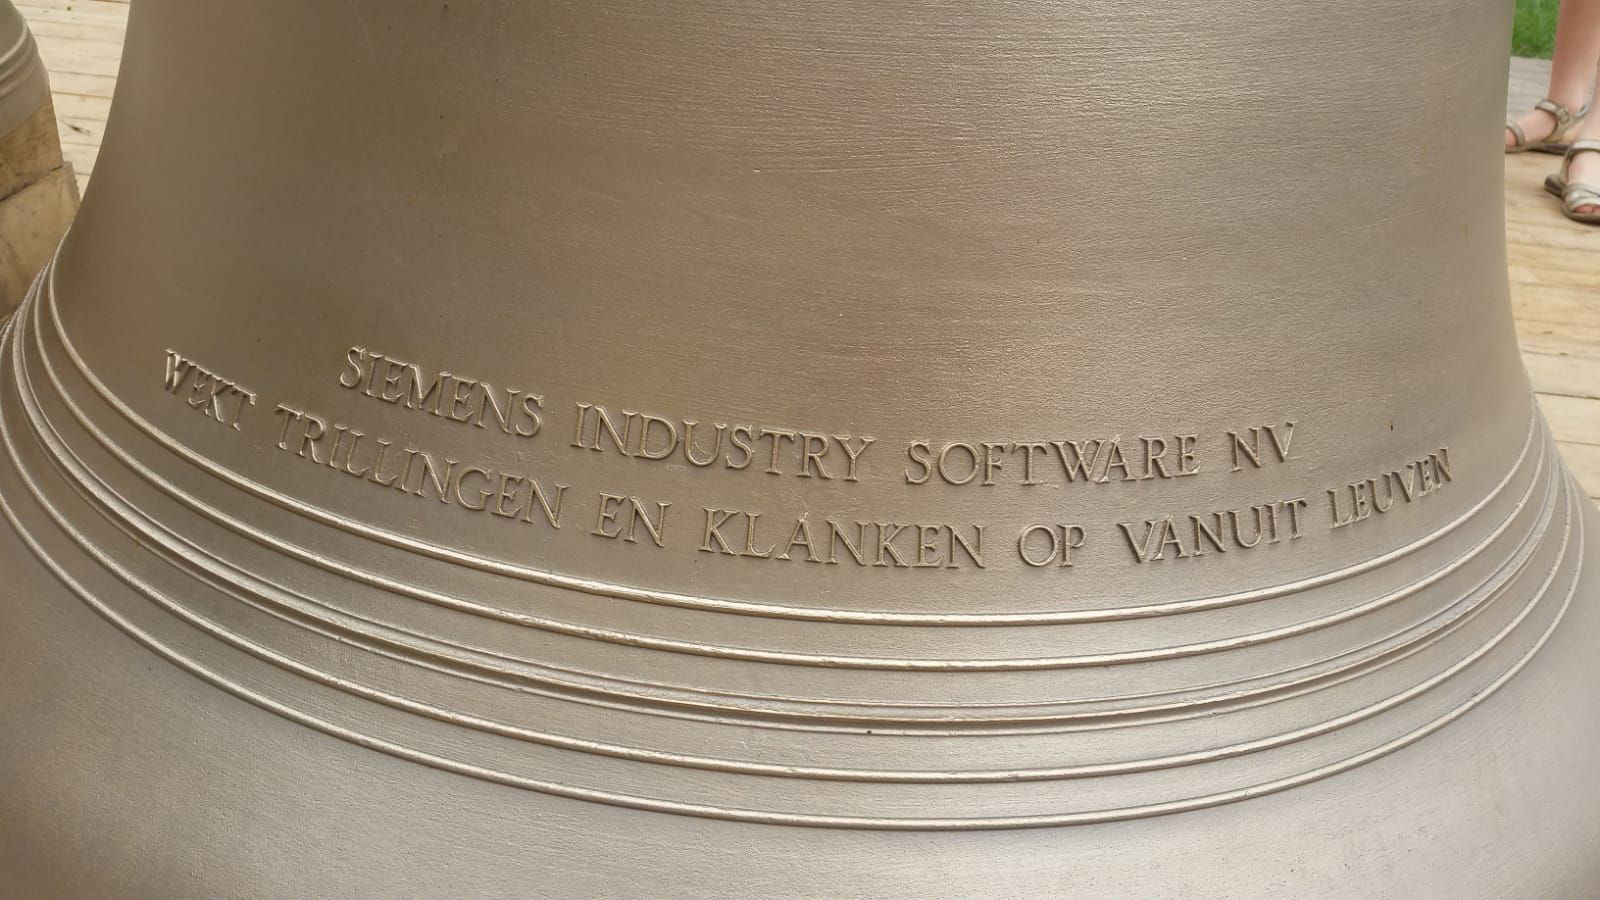 SIEMENS INDUSTRY SOFTWARE NV
WEKT TRILLINGEN EN KLANKEN OP VANUIT LEUVEN